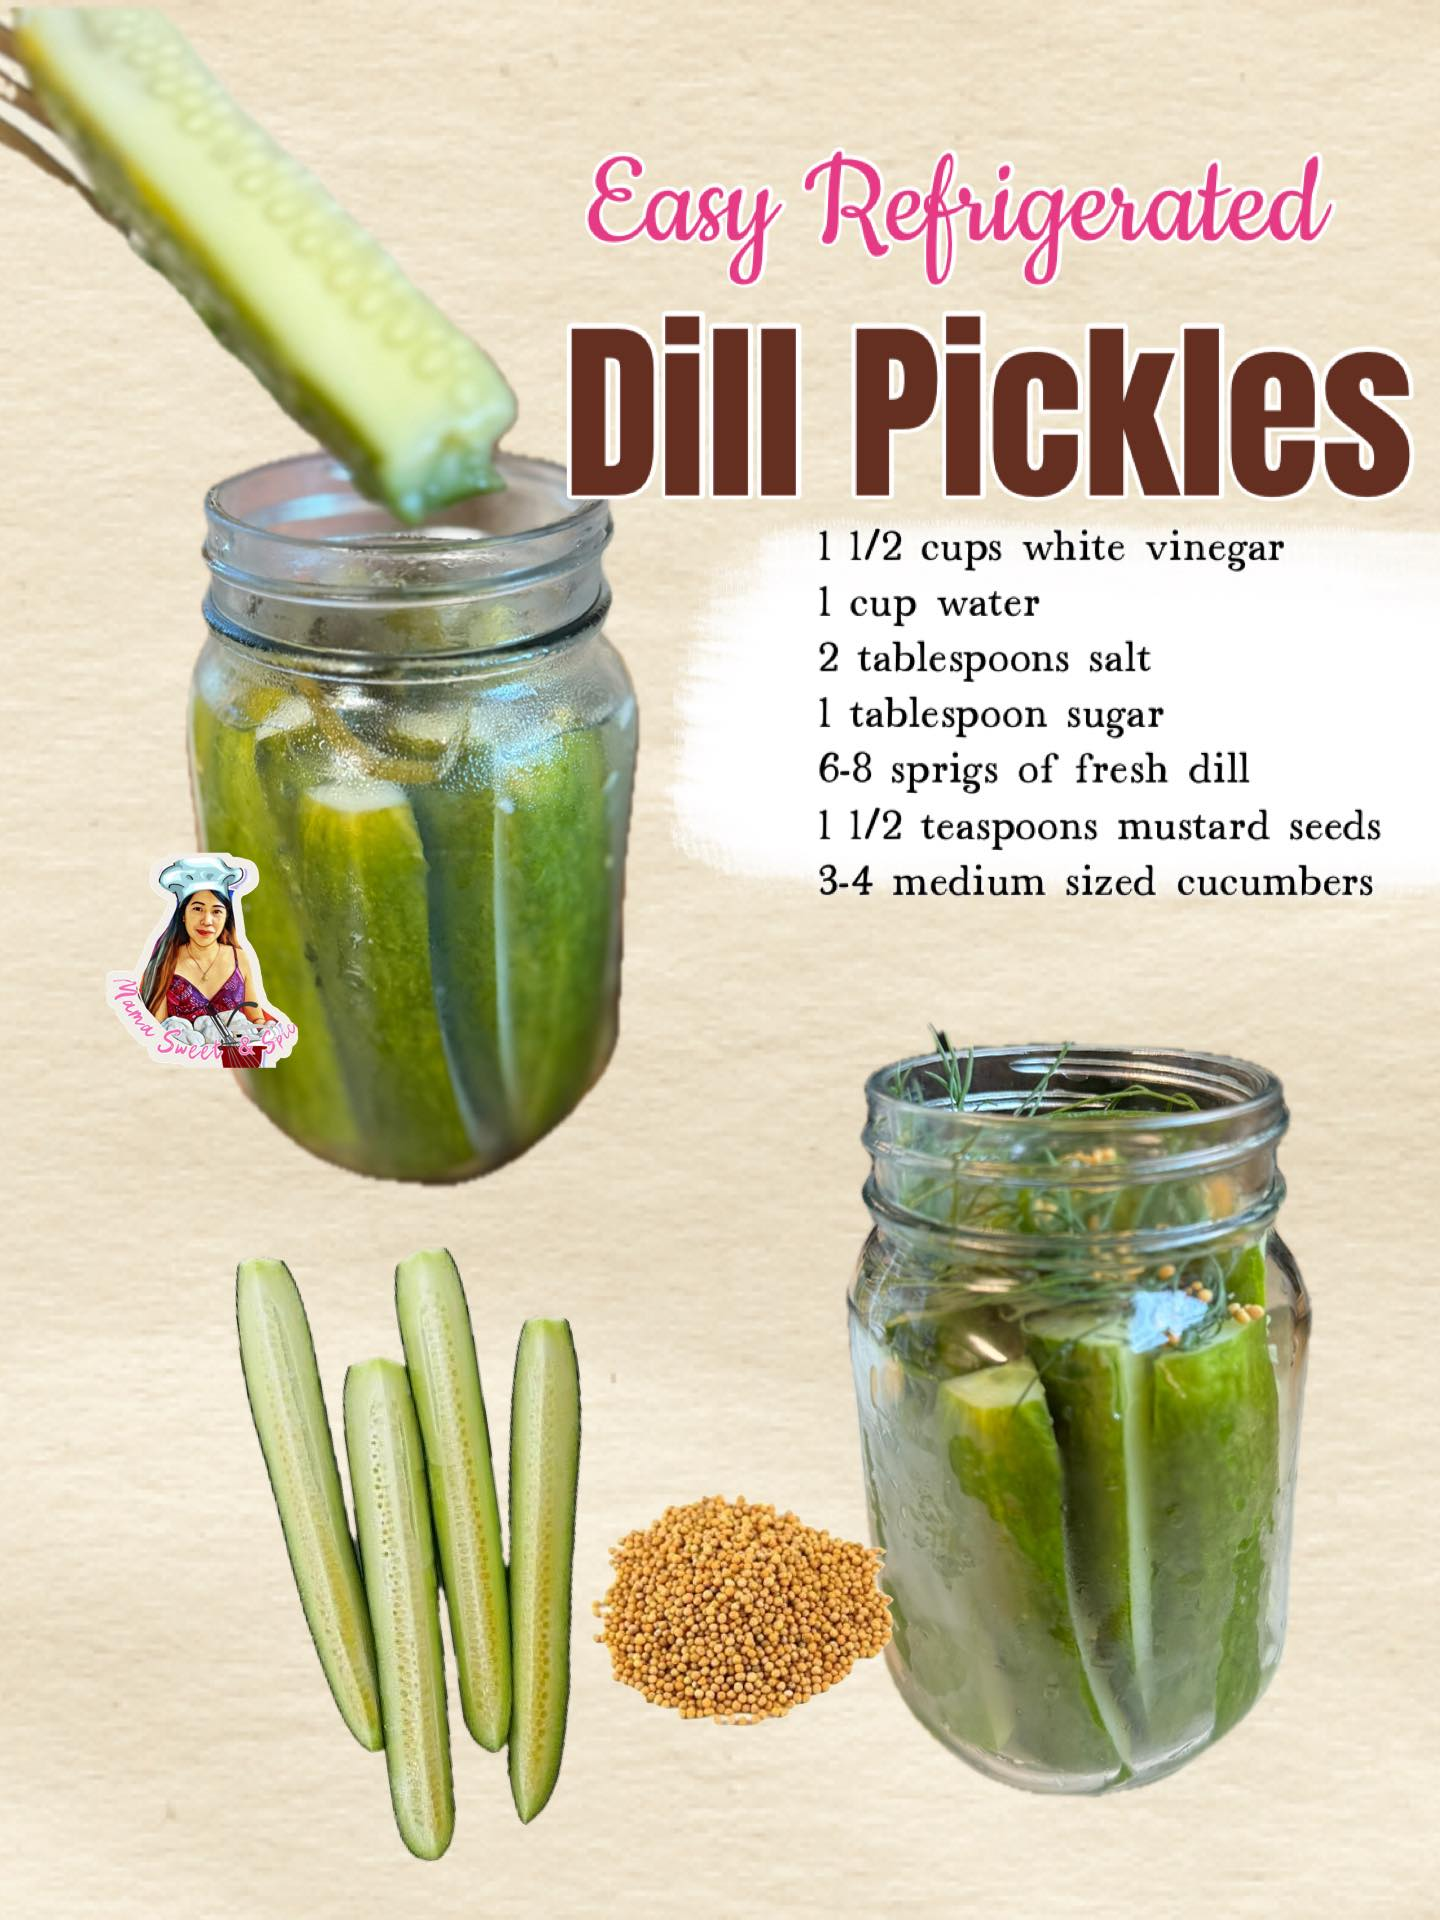 Easy Refrigerated
Dill Pickles
1 1/2 cups white vinegar
1 cup water
2 tablespoons salt
1 tablespoon sugar
6-8 sprigs of fresh dill
1 1/2 teaspoons mustard seeds
3-4 medium sized cucumbers
Mama Sweet & Spic